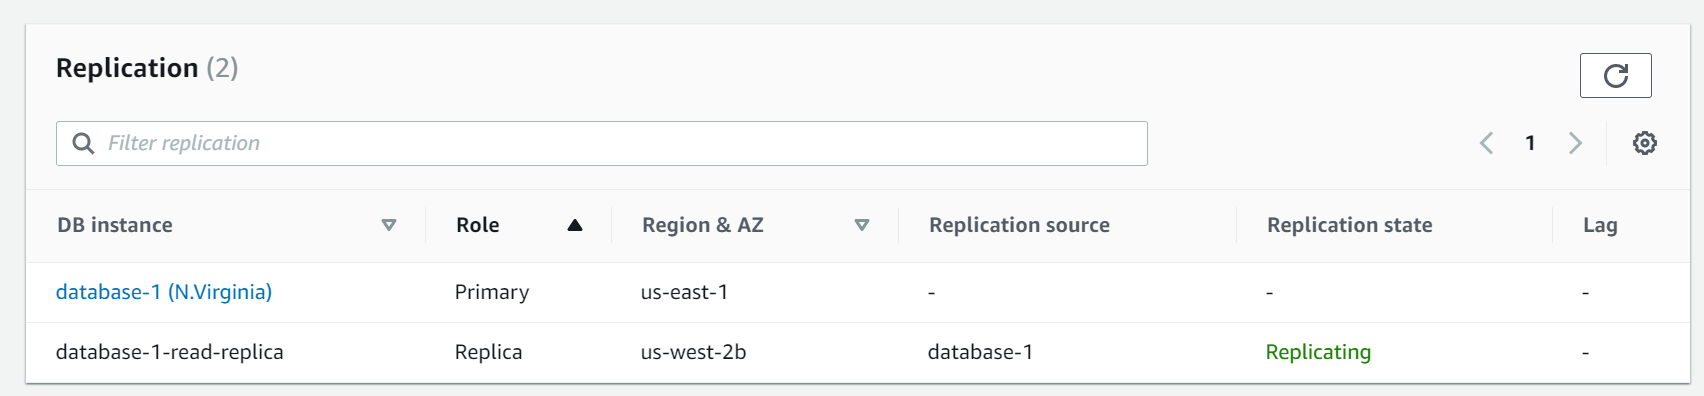 Replication (2)
Filter replication
1
DB instance Role Region & AZ Replication source Replication state Lag
database-1 (N.Virginia) Primary us-east-1 - - -
database-1-read-replica Replica us-west-2b database-1 Replicating -